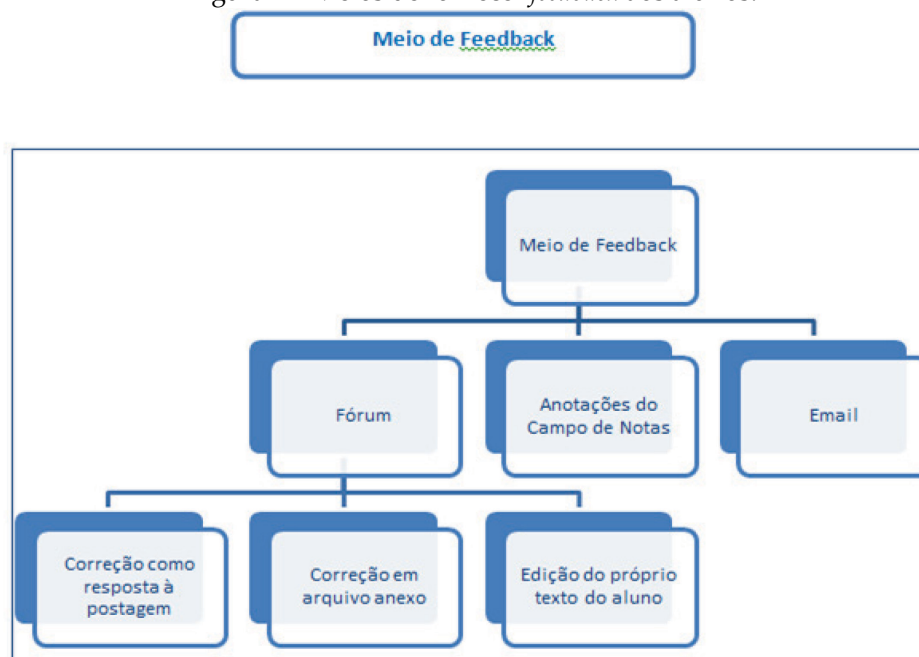 Meio de Feedback
Meio de Feedback
Fórum
Anotações do
Campo de Notas
Email
Correção como
resposta à
postagem
Correção em
arquivo anexo
Edição do próprio
texto do aluno